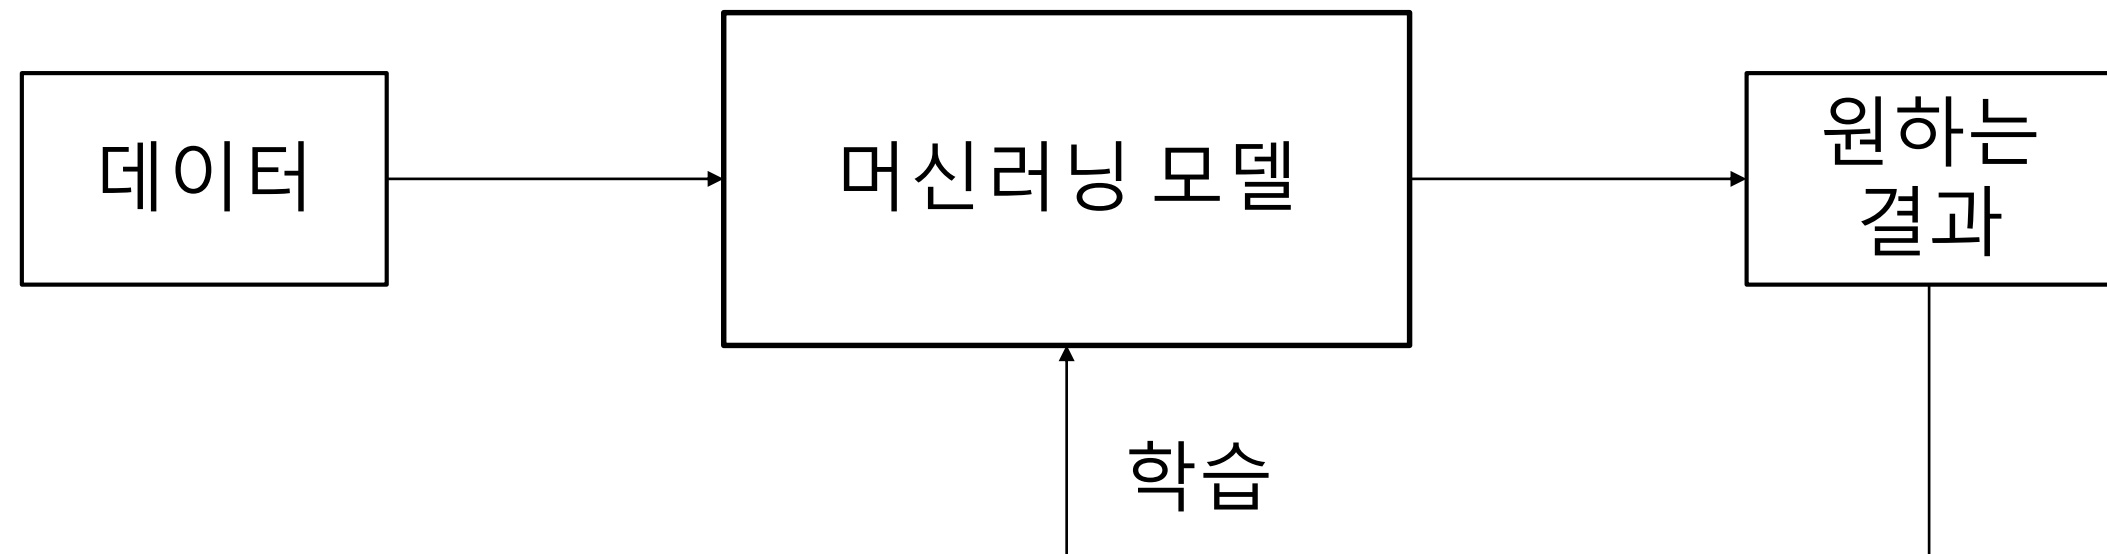 데이터
머신러닝 모델
원하는
결과
학습